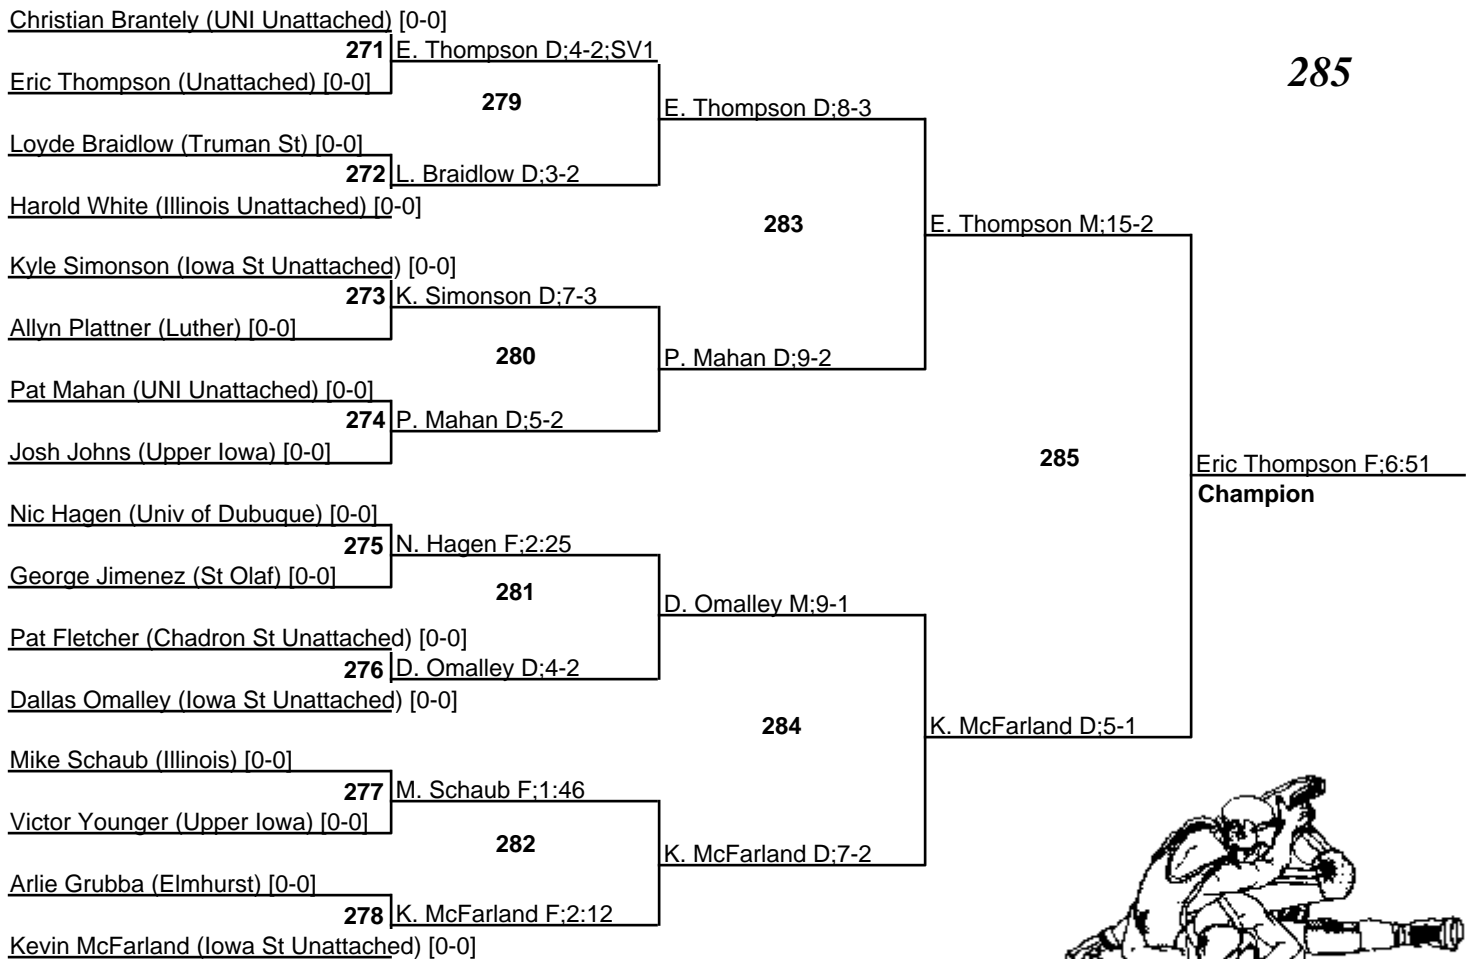 Christian Brantely (UNI Unattached) [0-0]
271 E. Thompson D;4-2;SV1
285
Eric Thompson (Unattached) [0-0]
279
E. Thompson D;8-3
Loyde Braidlow (Truman St) [0-0]
272 L. Braidlow D;3-2
Harold White (Illinois Unattached) [0-0]
283
E. Thompson M;15-2
Kyle Simonson (Iowa St Unattached) [0-0]
273 K. Simonson D;7-3
Allyn Plattner (Luther) [0-0]
280
P. Mahan D;9-2
Pat Mahan (UNI Unattached) [0-0]
274 P. Mahan D;5-2
Josh Johns (Upper Iowa) [0-0]
285
Eric Thompson F;6:51
Champion
Nic Hagen (Univ of Dubuque) [0-0]
275 N. Hagen F;2:25
George Jimenez (St Olaf) [0-0]
281
D. Omalley M;9-1
Pat Fletcher (Chadron St Unattached) [0-0]
276 D. Omalley D;4-2
Dallas Omalley (Iowa St Unattached) [0-0]
284
K. McFarland D;5-1
Mike Schaub (Illinois) [0-0]
277 M. Schaub F;1:46
Victor Younger (Upper Iowa) [0-0]
282
K. McFarland D;7-2
Arlie Grubba (Elmhurst) [0-0]
278 K. McFarland F;2:12
Kevin McFarland (Iowa St Unattached) [0-0]